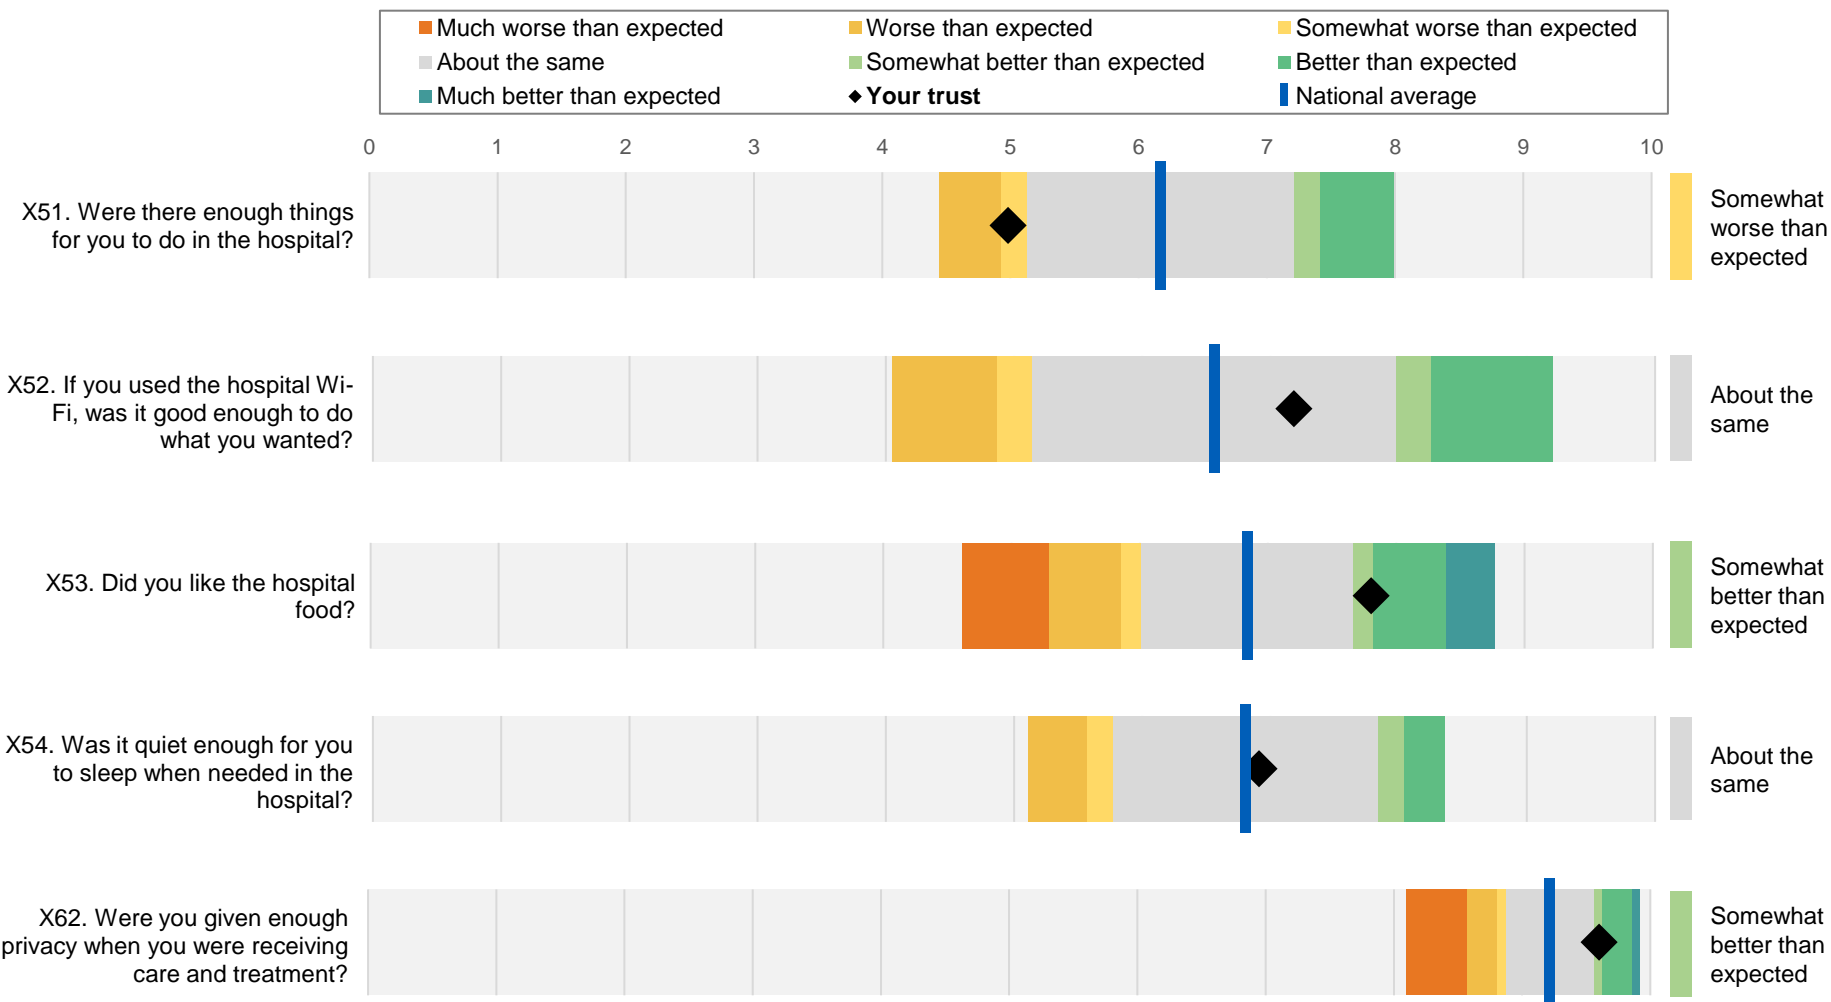 Much worse than expected
Worse than expected
Somewhat worse than expected
About the same
Somewhat better than expected
Better than expected
Much better than expected
Your trust
National average
0 1 2 3 4 5 6 7 8 9 10
X51. Were there enough things
for you to do in the hospital?
Somewhat
worse than
expected
X52. If you used the hospital Wi-
Fi, was it good enough to do
what you wanted?
About the
same
X53. Did you like the hospital
food?
Somewhat
better than
expected
X54. Was it quiet enough for you
to sleep when needed in the
hospital?
About the
same
X62. Were you given enough
privacy when you were receiving
care and treatment?
Somewhat
better than
expected